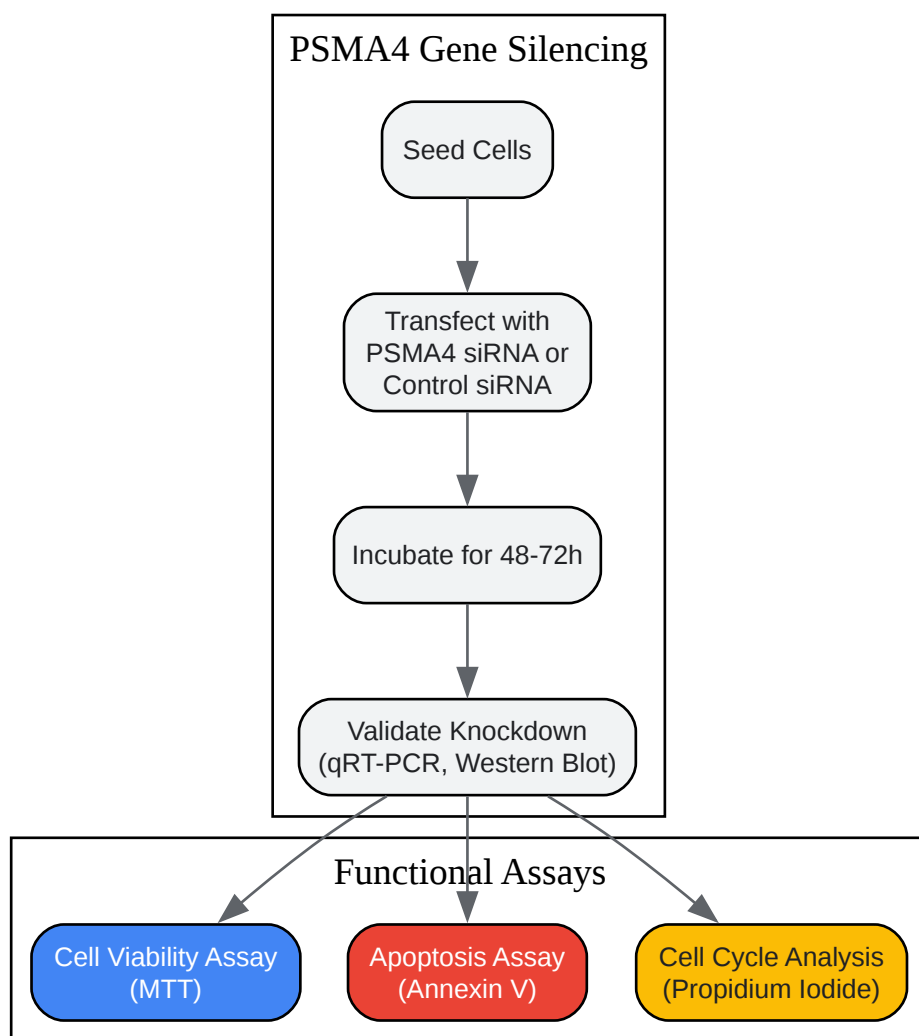 PSMA4 Gene Silencing
Seed Cells
Transfect with
PSMA4 siRNA or
Control siRNA
Incubate for 48-72h
Validate Knockdown
(qRT-PCR, Western Blot)
Functional Assays
Cell Viability Assay
(MTT)
Apoptosis Assay
(Annexin V)
Cell Cycle Analysis
(Propidium Iodide)